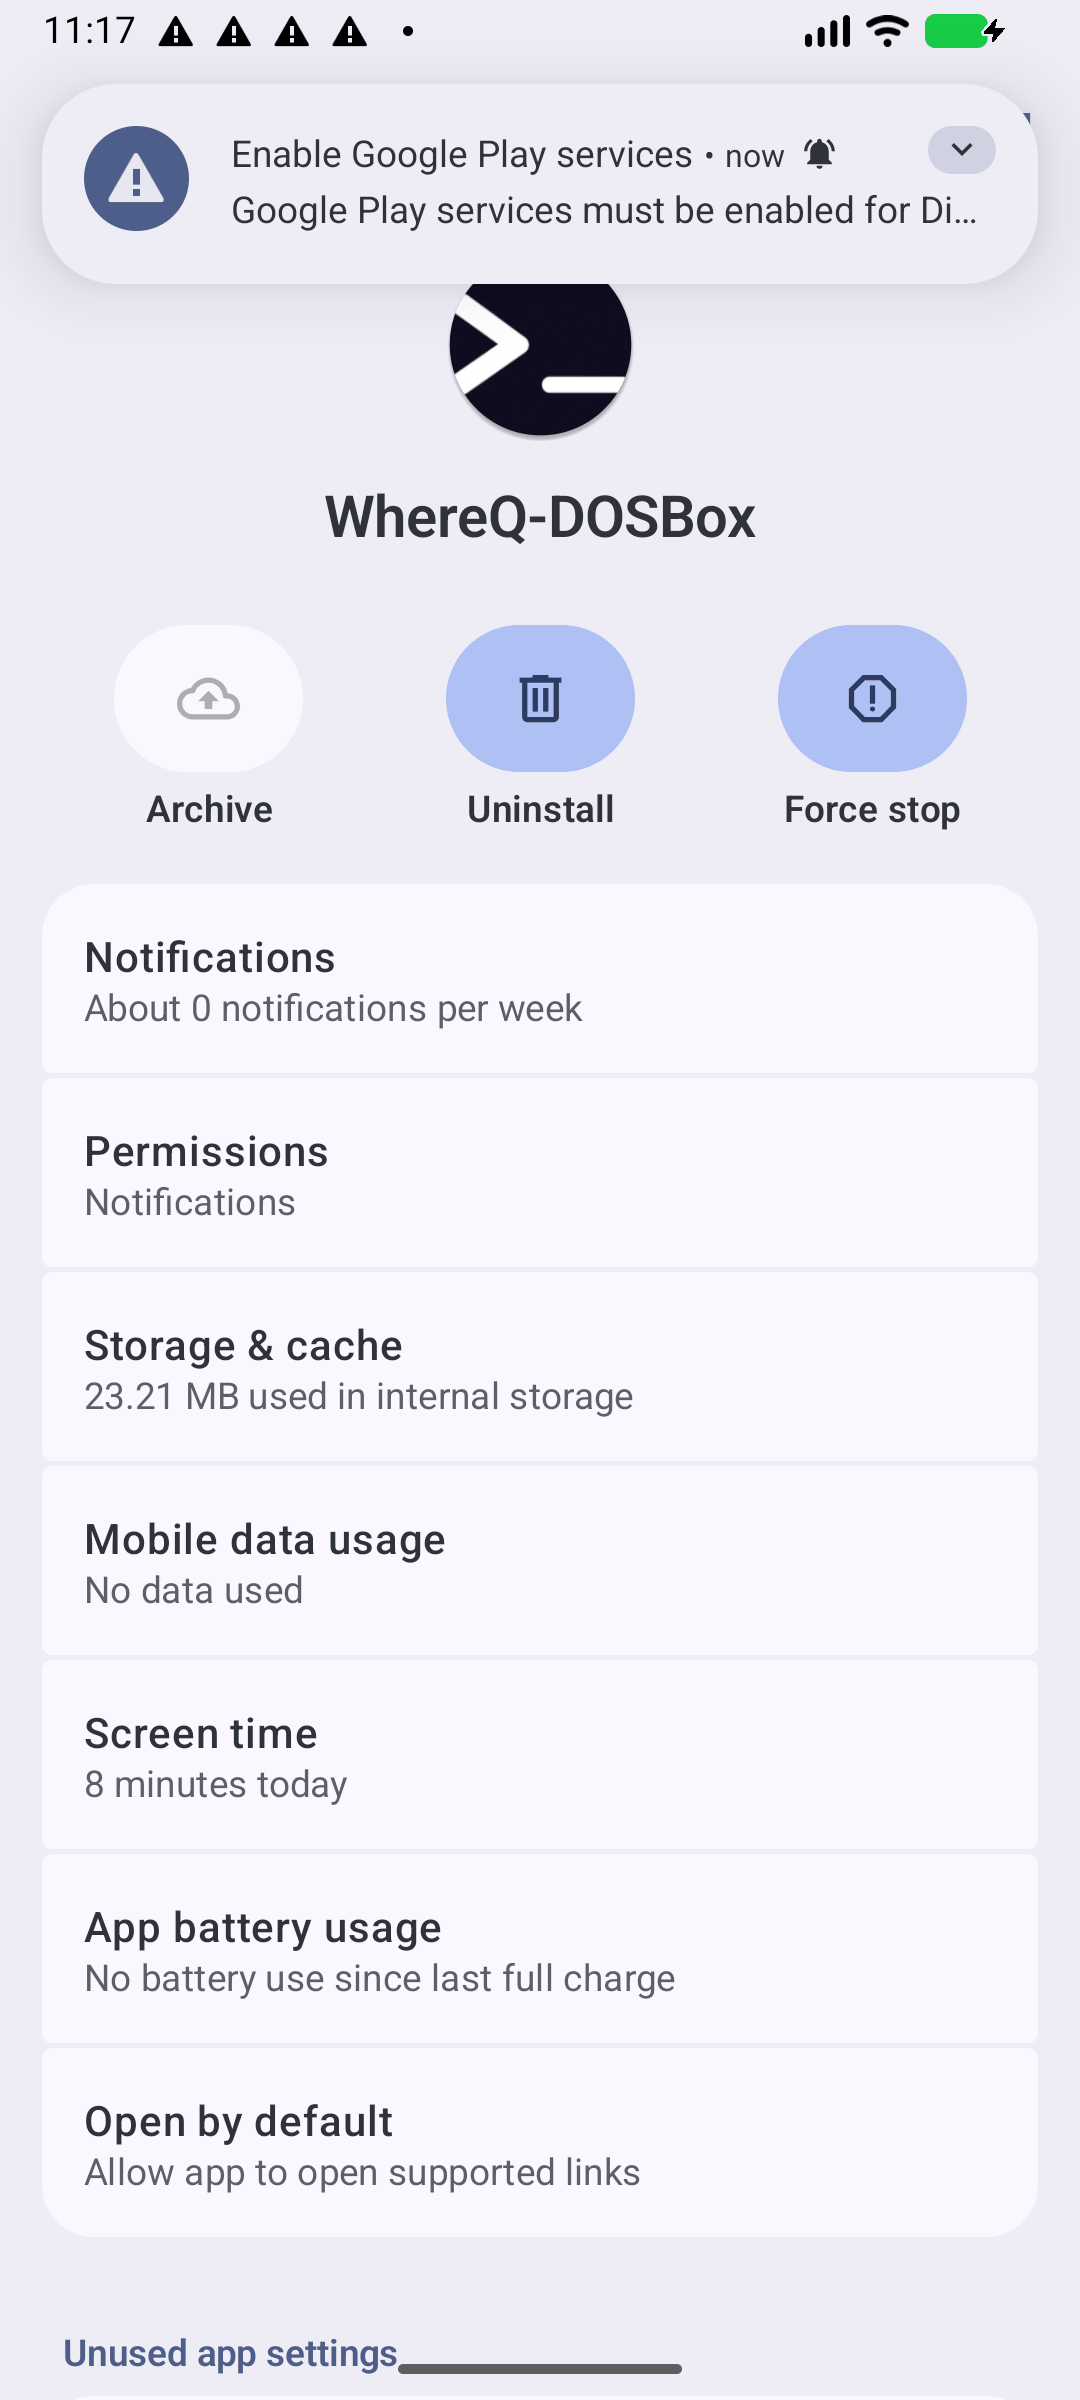 11:17
Enable Google Play services • now
Google Play services must be enabled for Di…
WhereQ-DOSBox
Archive
Uninstall
Force stop
Notifications
About 0 notifications per week
Permissions
Notifications
Storage & cache
23.21 MB used in internal storage
Mobile data usage
No data used
Screen time
8 minutes today
App battery usage
No battery use since last full charge
Open by default
Allow app to open supported links
Unused app settings